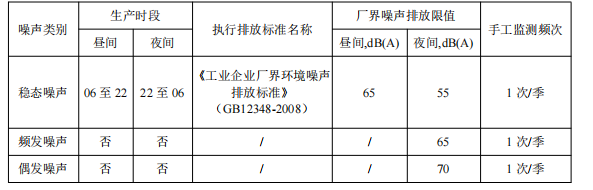 噪声类别 生产时段 执行排放标准名称 厂界噪声排放限值 手工监测频次
昼间 夜间 昼间,dB(A) 夜间,dB(A)
稳态噪声 06 至 22 22 至 06 《工业企业厂界环境噪声排放标准》（GB12348-2008） 65 55 1 次/季
频发噪声 否 否 / / 65 1 次/季
偶发噪声 否 否 / / 70 1 次/季